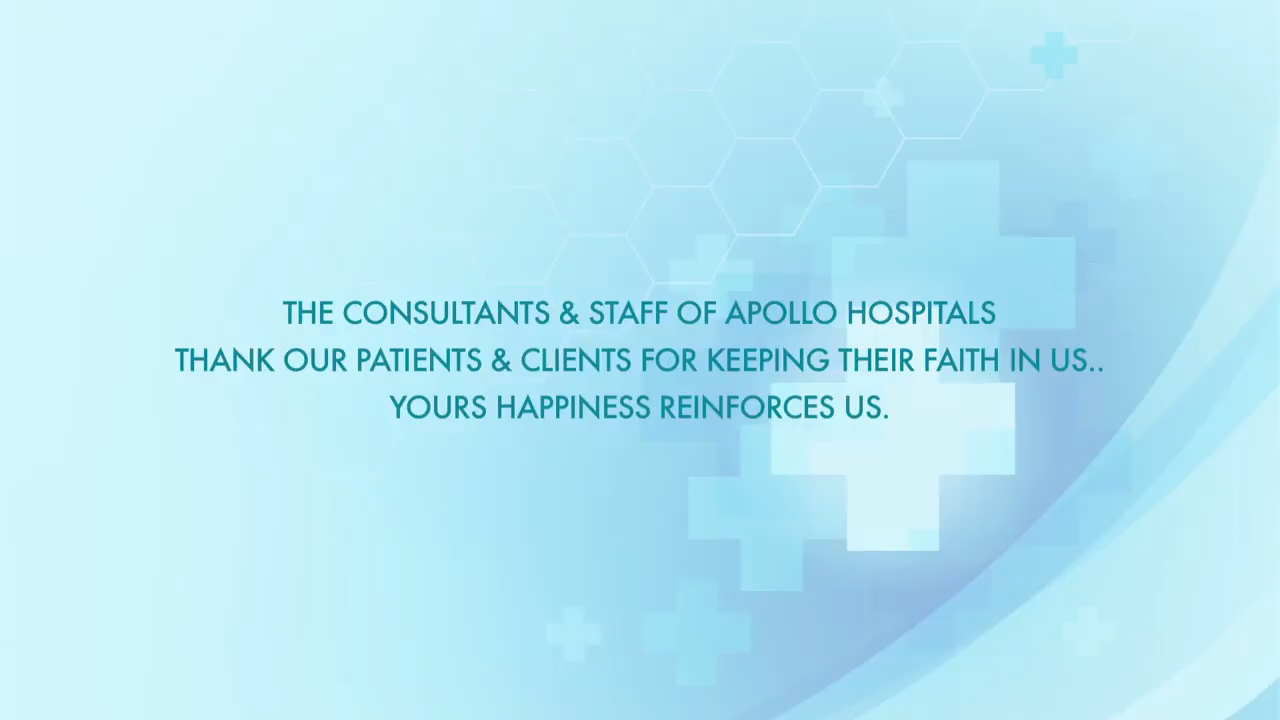 THE CONSULTANTS & STAFF OF APOLLO HOSPITALS
THANK OUR PATIENTS & CLIENTS FOR KEEPING THEIR FAITH IN US..
YOURS HAPPINESS REINFORCES US.